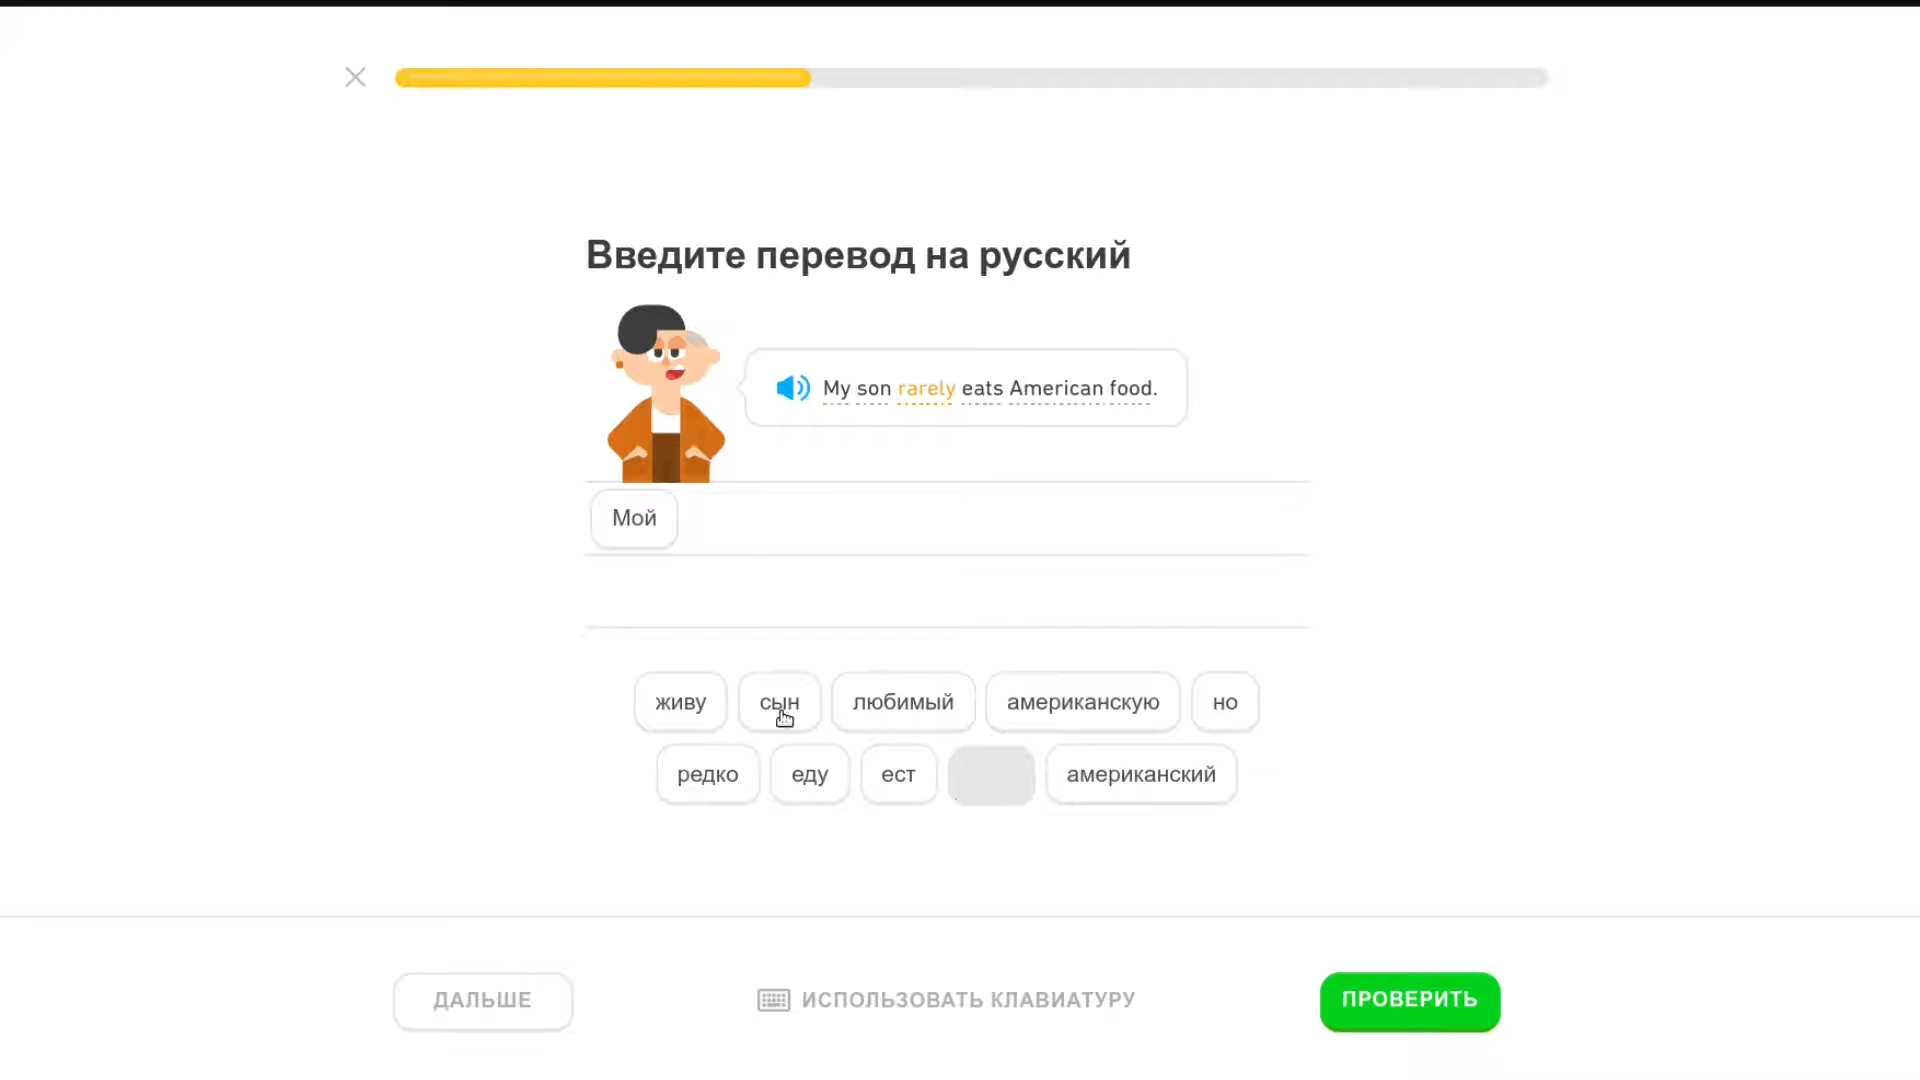 Введите перевод на русский
My son rarely eats American food.
Мой
живу сын любимый американскую но
редко еду ест американский
ДАЛЬШЕ ИСПОЛЬЗОВАТЬ КЛАВИАТУРУ ПРОВЕРИТЬ